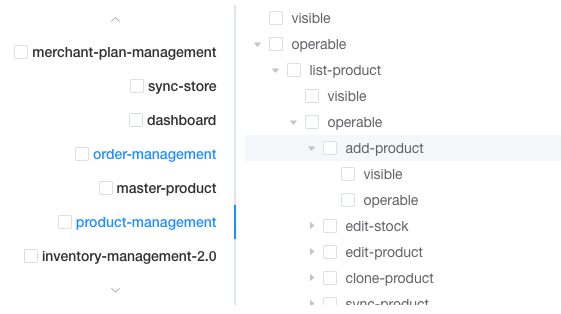 merchant-plan-management
sync-store
dashboard
order-management
master-product
product-management
inventory-management-2.0
visible
operable
list-product
visible
operable
add-product
visible
operable
edit-stock
edit-product
clone-product
sync-product